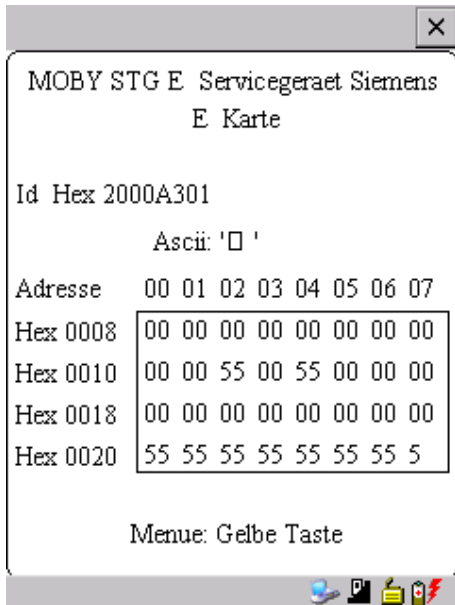 MOBY STG E Servicegeraet Siemens
E Karte
Id Hex 2000A301
Ascii: '□ '
Adresse 00 01 02 03 04 05 06 07
Hex 0008 00 00 00 00 00 00 00 00
Hex 0010 00 00 55 00 55 00 00 00
Hex 0018 00 00 00 00 00 00 00 00
Hex 0020 55 55 55 55 55 55 55 5
Menue: Gelbe Taste